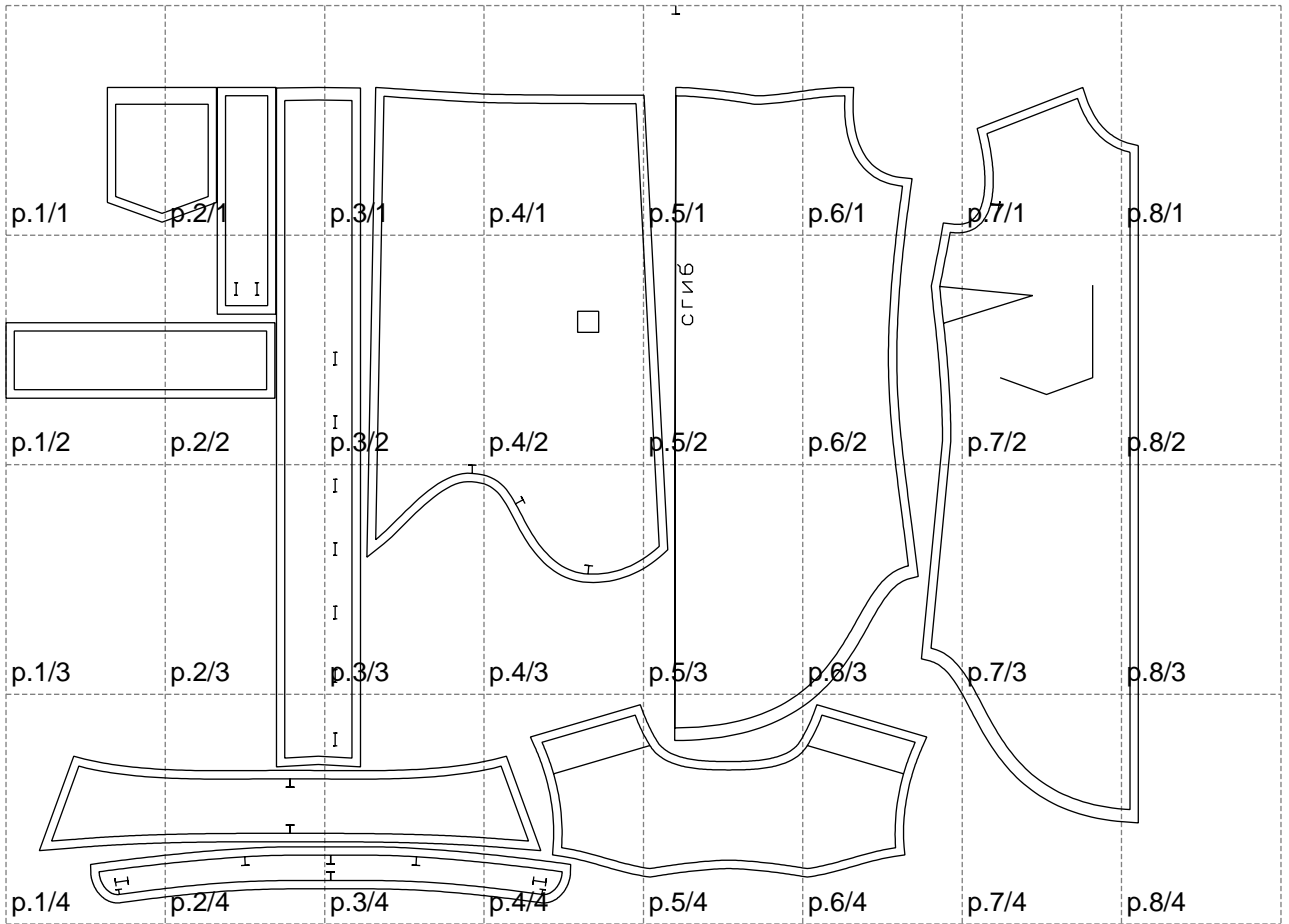 p.1/1 p.2/1 p.3/1 p.4/1 p.5/1 p.6/1 p.7/1 p.8/1
сгиб
p.1/2 p.2/2 p.3/2 p.4/2 p.5/2 p.6/2 p.7/2 p.8/2
p.1/3 p.2/3 p.3/3 p.4/3 p.5/3 p.6/3 p.7/3 p.8/3
p.1/4 p.2/4 p.3/4 p.4/4 p.5/4 p.6/4 p.7/4 p.8/4